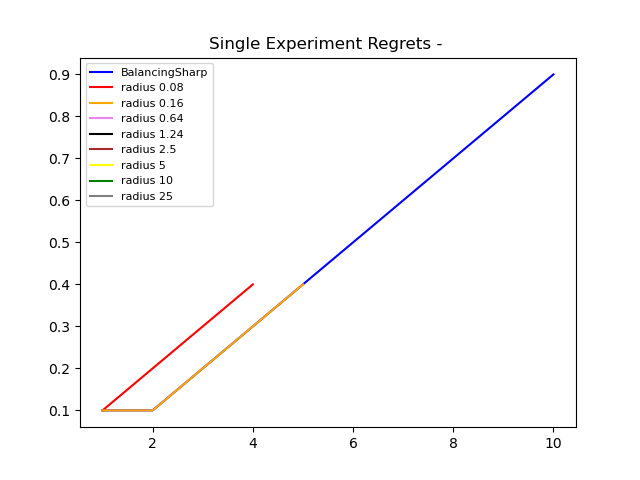 Single Experiment Regrets -
BalancingSharp
radius 0.08
radius 0.16
radius 0.64
radius 1.24
radius 2.5
radius 5
radius 10
radius 25
0.9
0.8
0.7
0.6
0.5
0.4
0.3
0.2
0.1
2 4 6 8 10